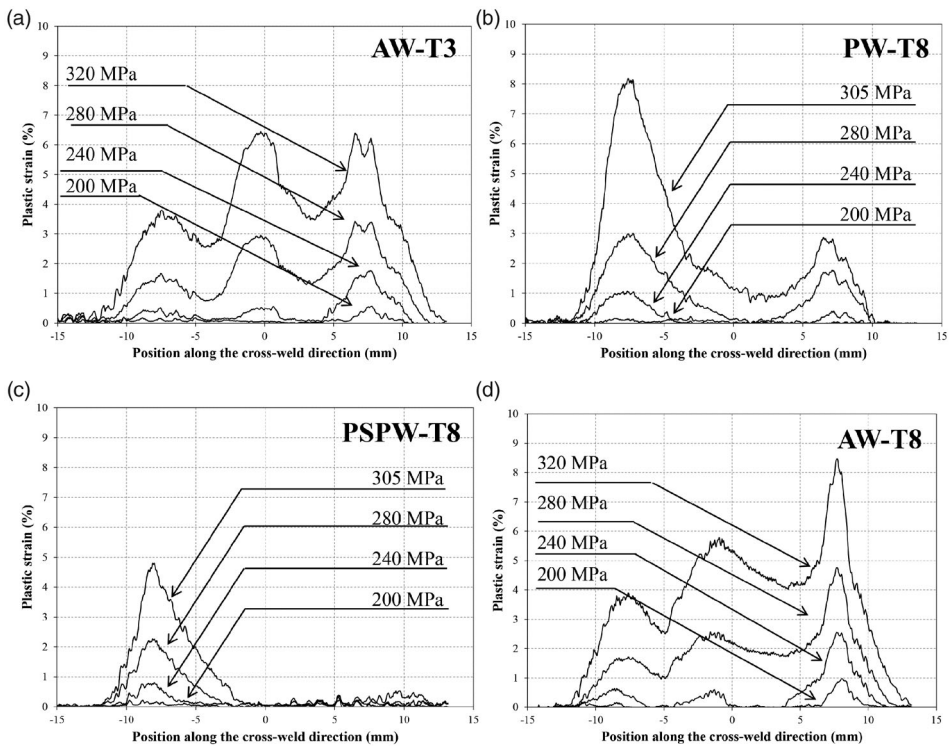 (a)
AW-T3
320 MPa
280 MPa
240 MPa
200 MPa
Plastic strain (%)
10
9
8
7
6
5
4
3
2
1
0
-15 -10 -5 0 5 10 15
Position along the cross-weld direction (mm)
(b)
PW-T8
305 MPa
280 MPa
240 MPa
200 MPa
Plastic strain (%)
10
9
8
7
6
5
4
3
2
1
0
-15 -10 -5 0 5 10 15
Position along the cross-weld direction (mm)
(c)
PSPW-T8
305 MPa
280 MPa
240 MPa
200 MPa
Plastic strain (%)
10
9
8
7
6
5
4
3
2
1
0
-15 -10 -5 0 5 10 15
Position along the cross-weld direction (mm)
(d)
AW-T8
320 MPa
280 MPa
240 MPa
200 MPa
Plastic strain (%)
10
9
8
7
6
5
4
3
2
1
0
-15 -10 -5 0 5 10 15
Position along the cross-weld direction (mm)